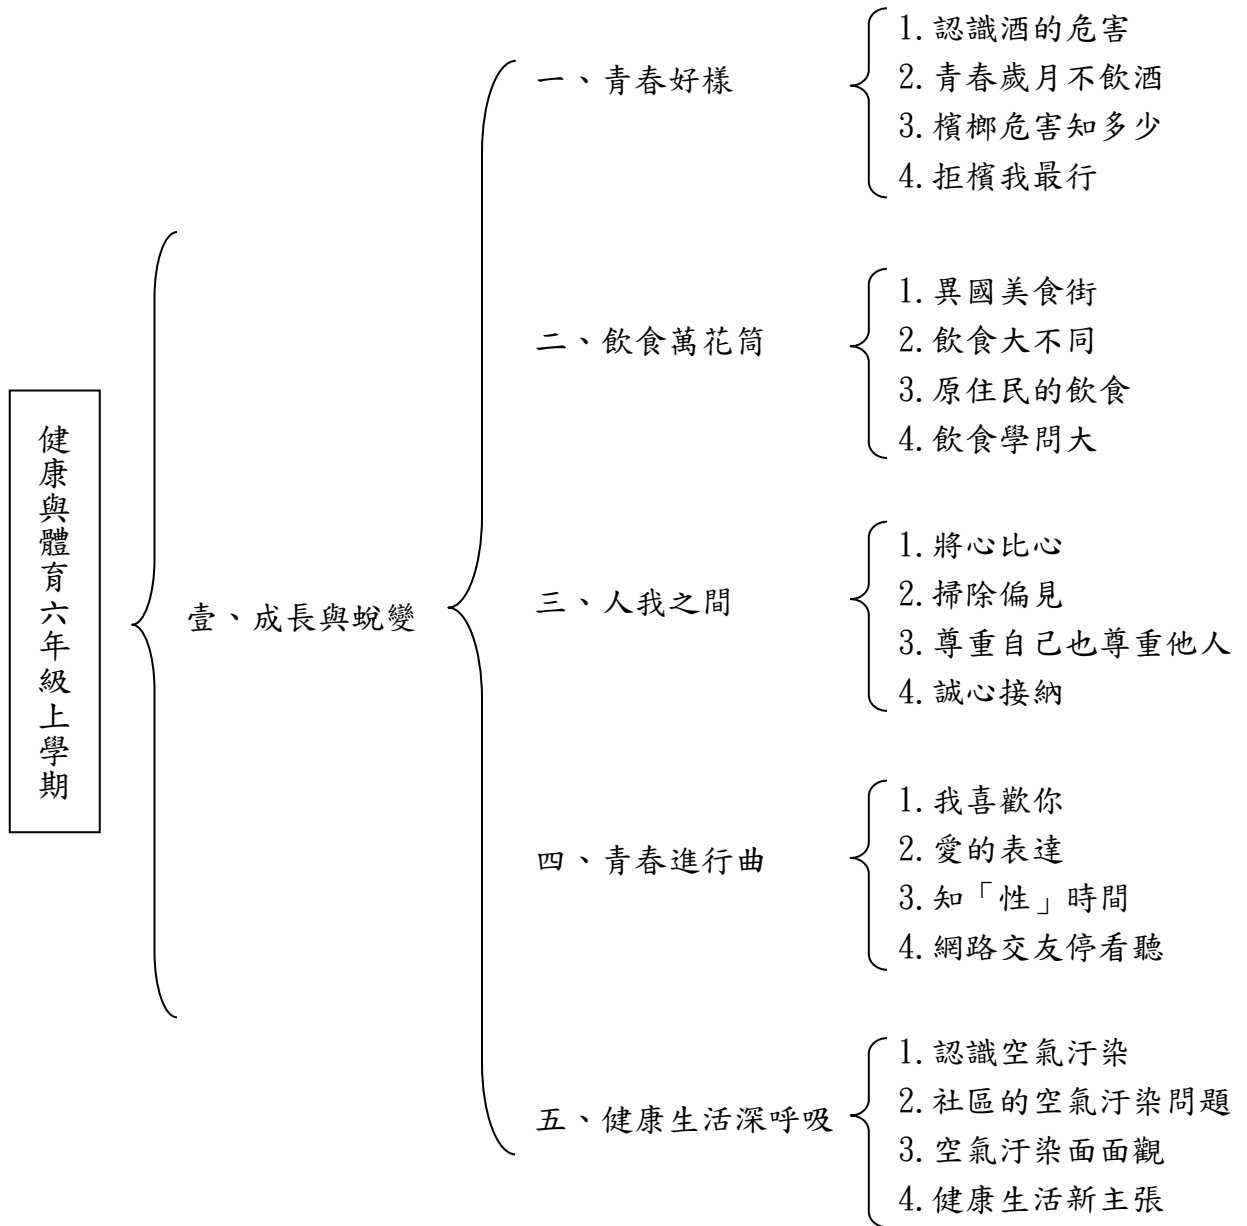 健康與體育六年級上學期
壹、成長與蛻變
一、青春好樣
1.認識酒的危害
2.青春歲月不飲酒
3.檳榔危害知多少
4.拒檳我最行
二、飲食萬花筒
1.異國美食街
2.飲食大不同
3.原住民的飲食
4.飲食學問大
三、人我之間
1.將心比心
2.掃除偏見
3.尊重自己也尊重他人
4.誠心接納
四、青春進行曲
1.我喜歡你
2.愛的表達
3.知「性」時間
4.網路交友停看聽
五、健康生活深呼吸
1.認識空氣汙染
2.社區的空氣汙染問題
3.空氣汙染面面觀
4.健康生活新主張